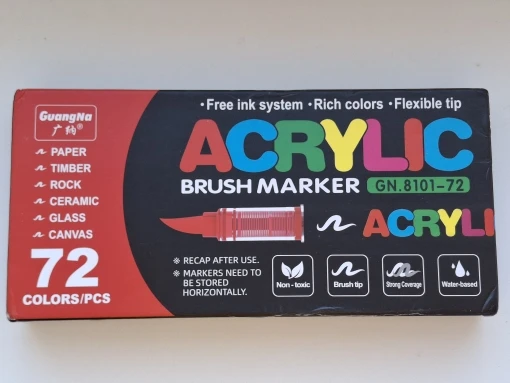 GuangNa
广纳®
PAPER
TIMBER
ROCK
CERAMIC
GLASS
CANVAS
72
COLORS/PCS
·Free ink system ·Rich colors ·Flexible tip
ACRYLIC
BRUSH MARKER GN.8101-72
ACRYLI
※ RECAP AFTER USE.
※ MARKERS NEED TO
BE STORED
HORIZONTALLY.
Non-toxic
Brush tip
Strong Coverage
Water-based